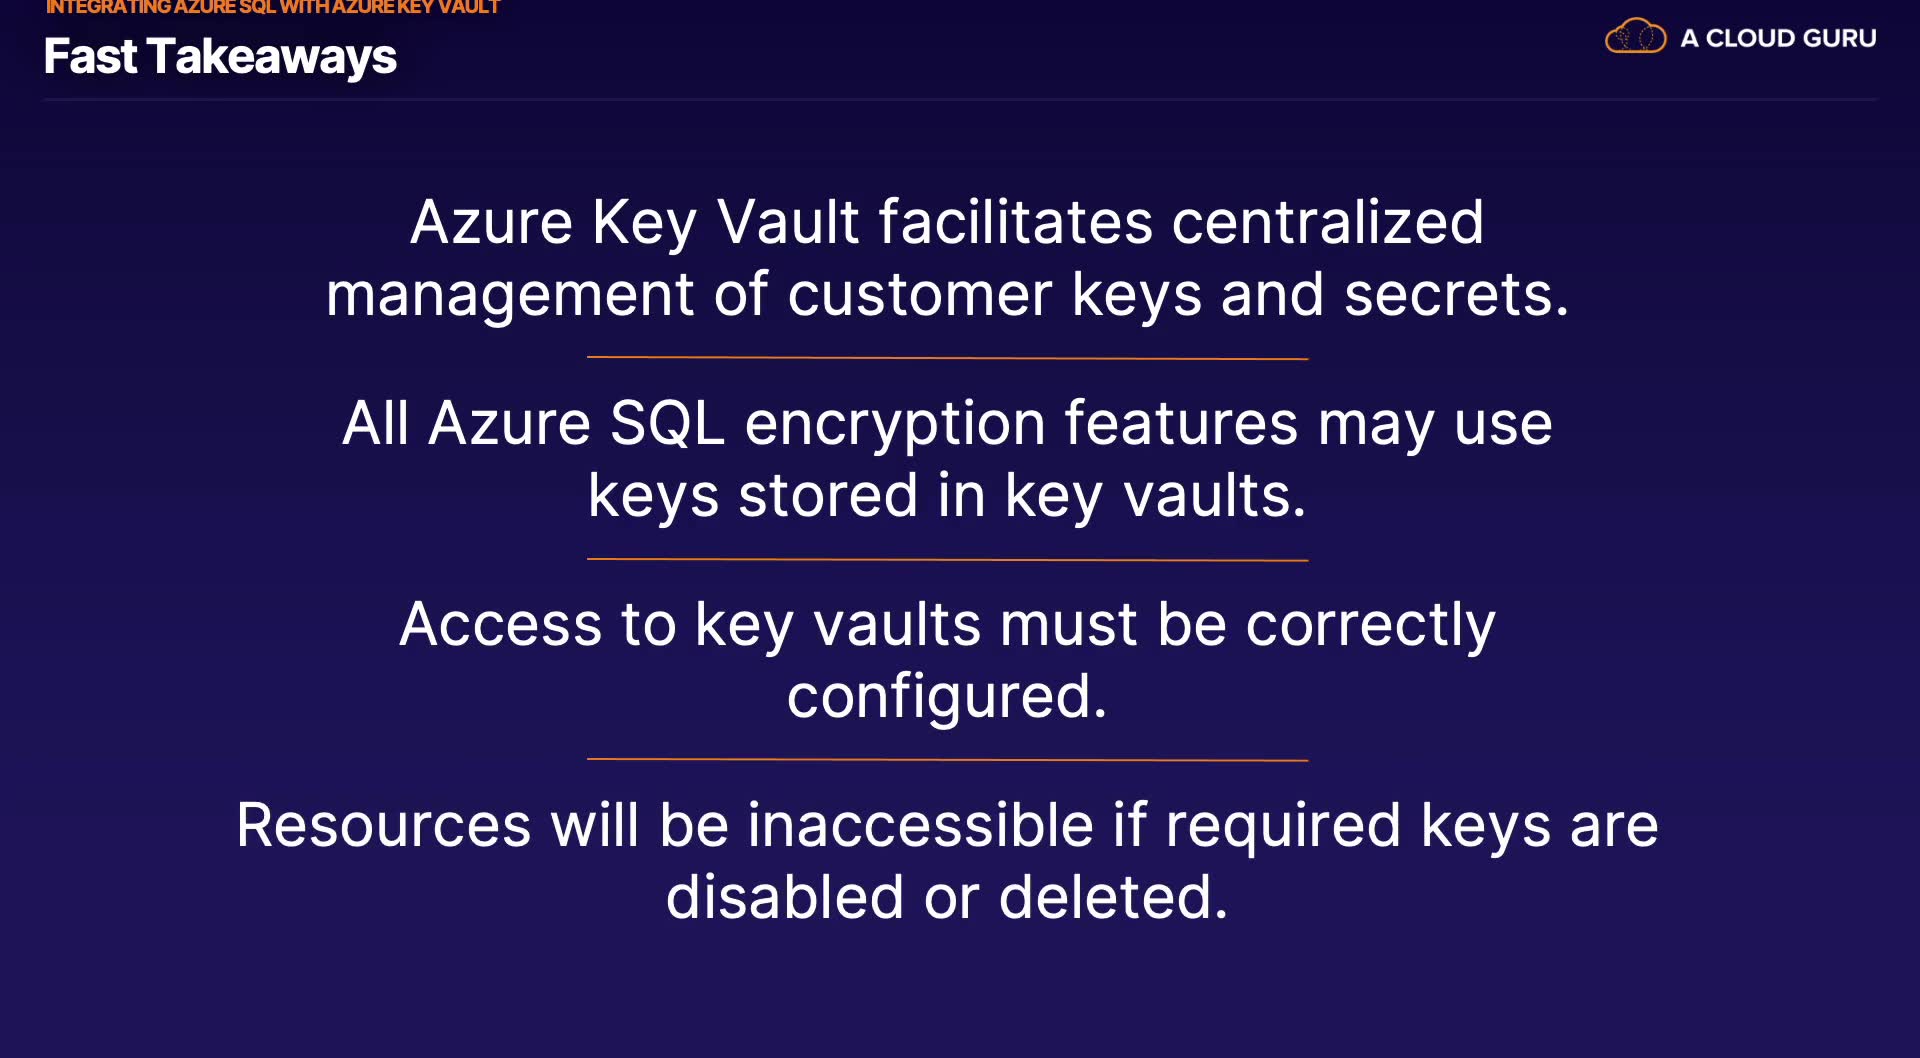 INTEGRATING AZURE SQL WITH AZURE KEY VAULT
Fast Takeaways
A CLOUD GURU
Azure Key Vault facilitates centralized
management of customer keys and secrets.
All Azure SQL encryption features may use
keys stored in key vaults.
Access to key vaults must be correctly
configured.
Resources will be inaccessible if required keys are
disabled or deleted.